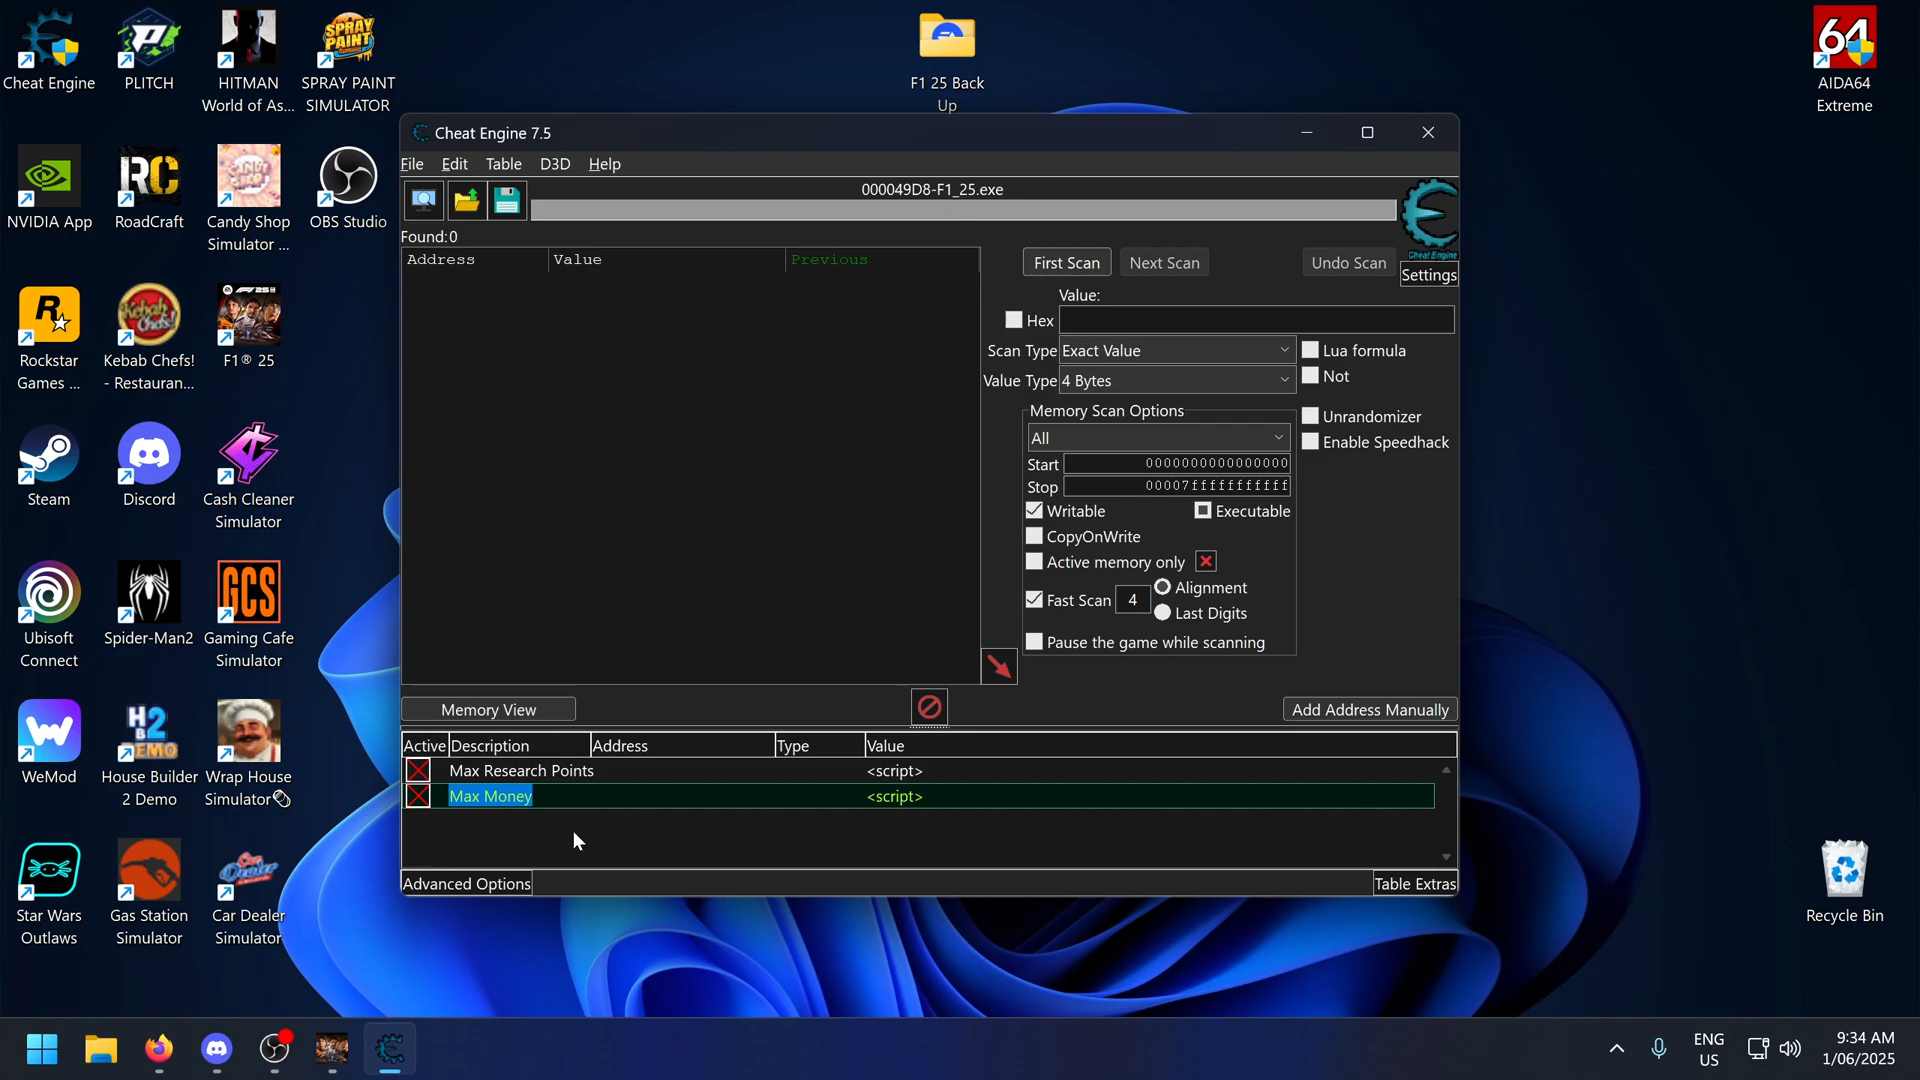 Cheat Engine
PLITCH
HITMAN
World of As...
SPRAY PAINT
SIMULATOR
F1 25 Back
Up
64
AIDA64
Extreme
NVIDIA App
RC
RoadCraft
Candy Shop
Simulator ...
OBS Studio
Rockstar
Games ...
Kebab Chefs!
- Restauran...
F1® 25
Steam
Discord
Cash Cleaner
Simulator
Ubisoft
Connect
Spider-Man2
GCS
Gaming Cafe
Simulator
WeMod
House Builder
2 Demo
Wrap House
Simulator
Star Wars
Outlaws
Gas Station
Simulator
Car Dealer
Simulator
Recycle Bin
Cheat Engine 7.5
File Edit Table D3D Help
000049D8-F1_25.exe
Cheat Engine
Settings
Found:0
Address Value Previous
First Scan Next Scan Undo Scan
Value:
Hex
Scan Type Exact Value Lua formula
Value Type 4 Bytes Not
Memory Scan Options
All
Unrandomizer
Enable Speedhack
Start 0000000000000000
Stop 00007fffffffffff
Writable Executable
CopyOnWrite
Active memory only
Fast Scan 4 Alignment
Last Digits
Pause the game while scanning
Memory View
Add Address Manually
Active Description Address Type Value
Max Research Points <script>
Max Money <script>
Advanced Options
Table Extras
ENG
US
9:34 AM
1/06/2025